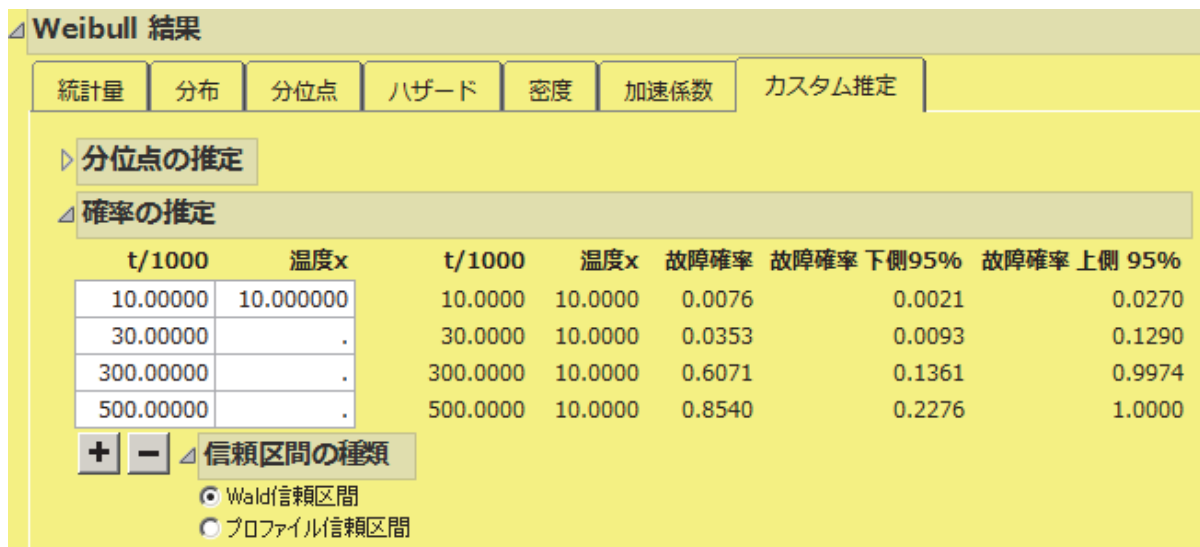 Weibull 結果
統計量 分布 分位点 ハザード 密度 加速係数 カスタム推定
分位点の推定
確率の推定
t/1000 温度x t/1000 温度x 故障確率 故障確率 下側95% 故障確率 上側 95%
10.00000 10.000000 10.0000 10.0000 0.0076 0.0021 0.0270
30.00000 . 30.0000 10.0000 0.0353 0.0093 0.1290
300.00000 . 300.0000 10.0000 0.6071 0.1361 0.9974
500.00000 . 500.0000 10.0000 0.8540 0.2276 1.0000
+ − 信頼区間の種類
Wald信頼区間
プロファイル信頼区間